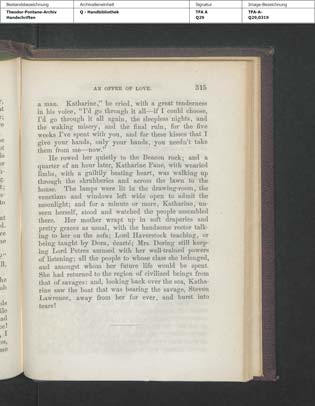 Bestandsbezeichnung
Archivalieneinheit
Signatur
Image-Bezeichnung
Theodor-Fontane-Archiv
Handschriften
Q - Handbibliothek
TFA A
Q29
TFA-A-
Q29,0319
AN OFFER OF LOVE. 315
a man. Katharine," he cried, with a great tenderness
in his voice, "I'd go through it all—if I could choose,
I'd go through it all again, the sleepless nights, and
the waking misery, and the final ruin, for the five
weeks I've spent with you, and for these kisses that I
give your hands, only your hands, you needn't take
them from me—now."
He rowed her quietly to the Beacon rock; and a
quarter of an hour later, Katharine Fane, with wearied
limbs, with a guiltily beating heart, was walking up
through the shrubberies and across the lawn to the
house. The lamps were lit in the drawing-room, the
venetians and windows left wide open to admit the
moonlight; and for a minute or more, Katharine, un-
seen herself, stood and watched the people assembled
there. Her mother wrapt up in soft draperies and
pretty graces as usual, with the handsome rector talk-
ing to her on the sofa; Lord Haverstock teaching, or
being taught by Dora, écarté; Mrs. Dering still keep-
ing Lord Petres amused with her well-trained powers
of listening; all the people to whose class she belonged,
and amongst whom her future life would be spent.
She had returned to the region of civilized beings from
that of savages: and, looking back over the sea, Katha-
rine saw the boat that was bearing the savage, Steven
Lawrence, away from her for ever, and burst into
tears!